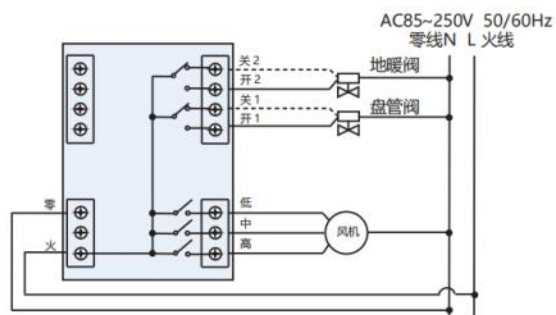 AC85~250V 50/60Hz
零线N L 火线
关2
地暖阀
开2
关1
盘管阀
开1
零
低
中
风机
火
高